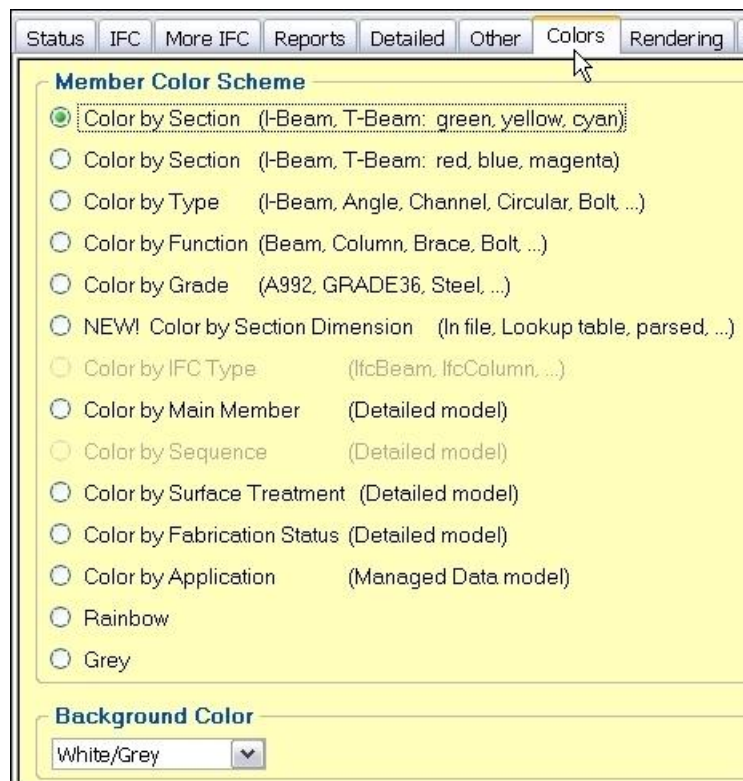 Status IFC More IFC Reports Detailed Other Colors Rendering
Member Color Scheme
Color by Section (I-Beam, T-Beam: green, yellow, cyan)
Color by Section (I-Beam, T-Beam: red, blue, magenta)
Color by Type (I-Beam, Angle, Channel, Circular, Bolt, ...)
Color by Function (Beam, Column, Brace, Bolt, ...)
Color by Grade (A992, GRADE36, Steel, ...)
NEW! Color by Section Dimension (In file, Lookup table, parsed, ...)
Color by IFC Type (IfcBeam, IfcColumn, ...)
Color by Main Member (Detailed model)
Color by Sequence (Detailed model)
Color by Surface Treatment (Detailed model)
Color by Fabrication Status (Detailed model)
Color by Application (Managed Data model)
Rainbow
Grey
Background Color
White/Grey